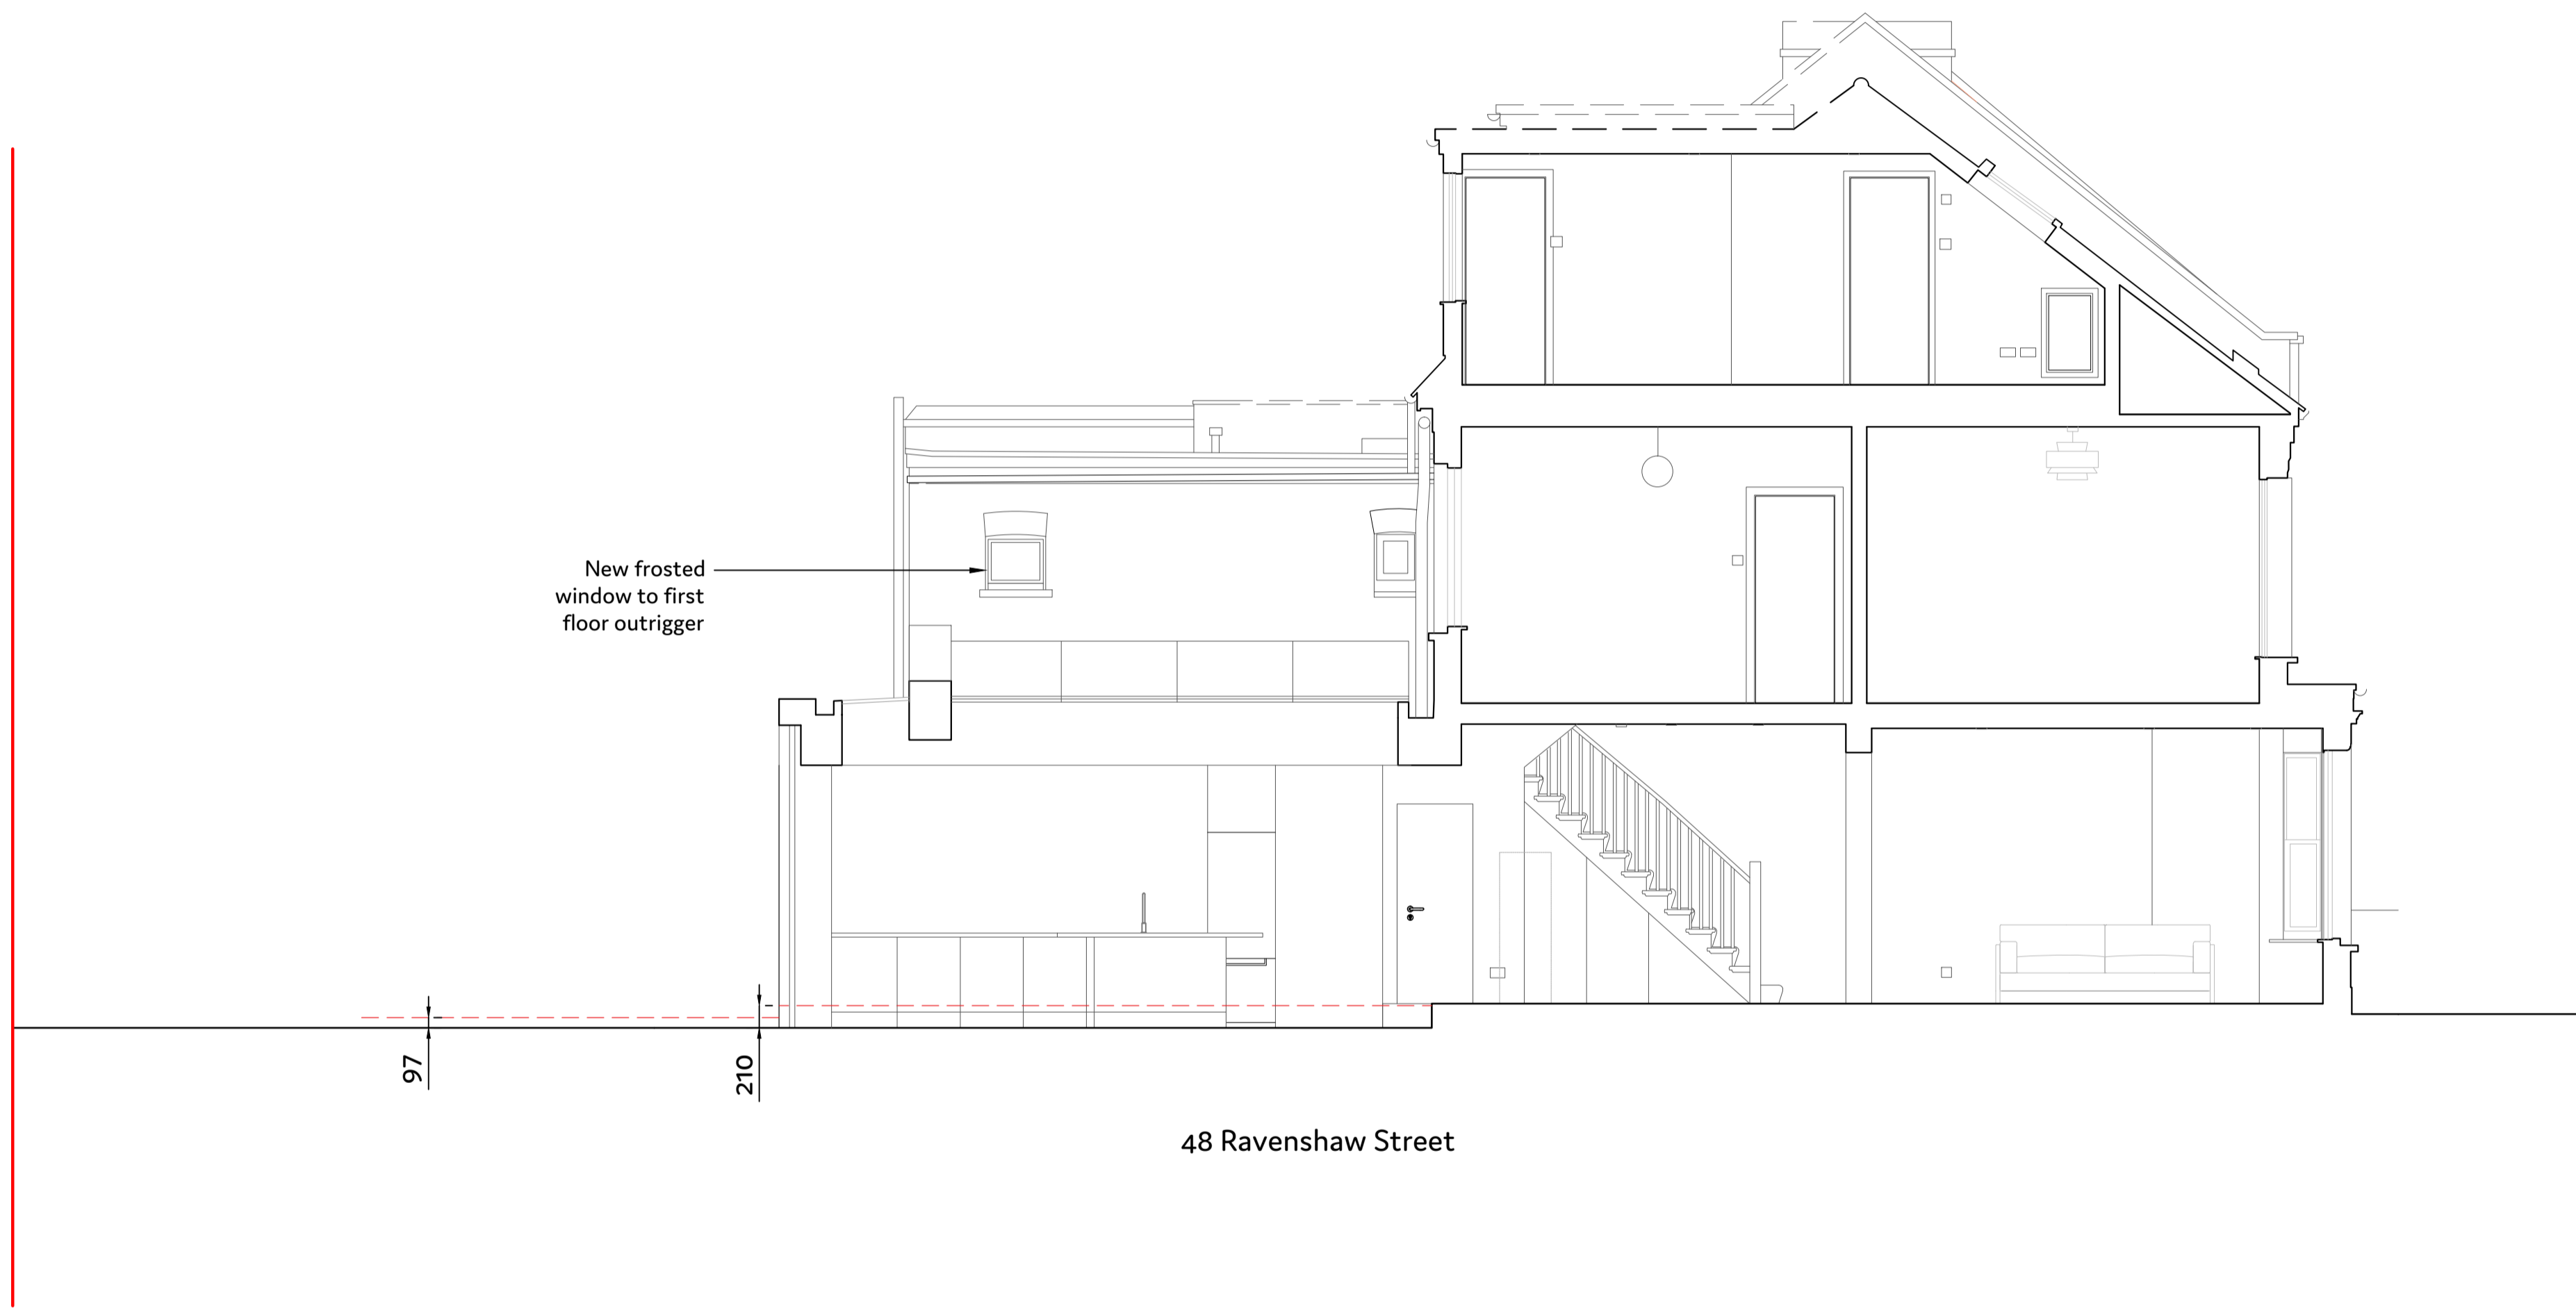 New frosted
window to first
floor outrigger
97
210
48 Ravenshaw Street